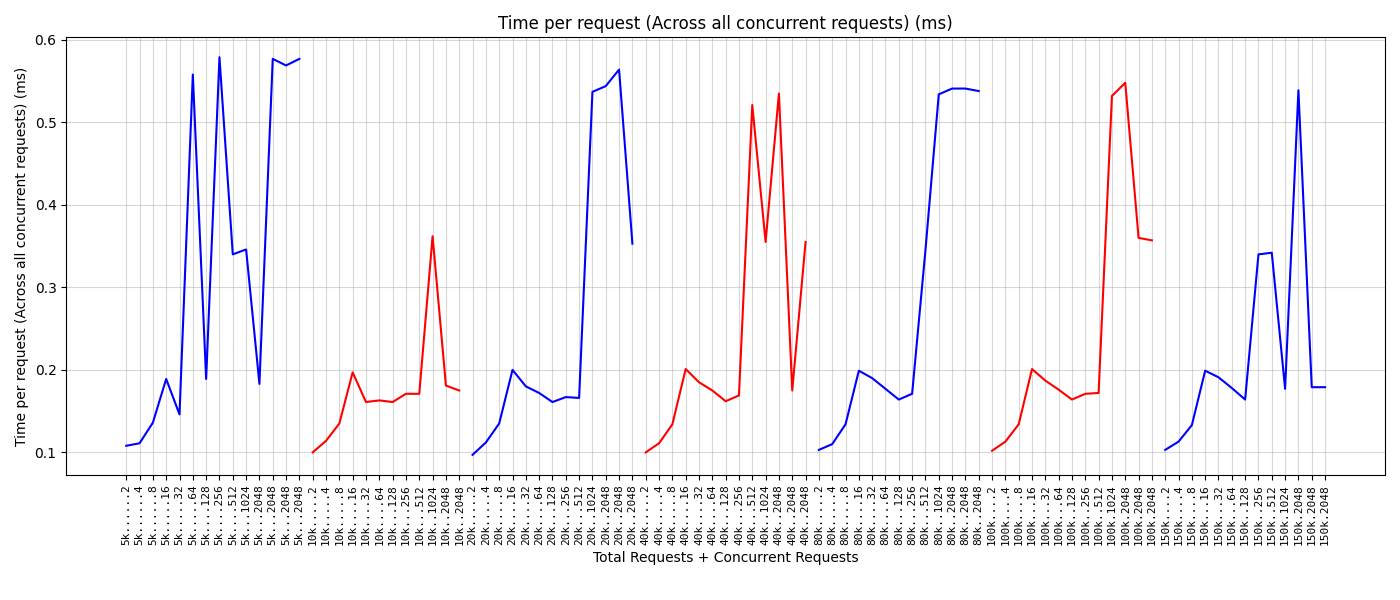 Time per request (Across all concurrent requests) (ms)
Time per request (Across all concurrent requests) (ms)
0.6
0.5
0.4
0.3
0.2
0.1
5k......2
5k......4
5k......8
5k.....16
5k.....32
5k.....64
5k....128
5k....256
5k....512
5k...1024
5k...2048
5k...2048
5k...2048
5k...2048
10k.....2
10k.....4
10k.....8
10k....16
10k....32
10k....64
10k...128
10k...256
10k...512
10k..1024
10k..2048
10k..2048
20k.....2
20k.....4
20k.....8
20k....16
20k....32
20k....64
20k...128
20k...256
20k...512
20k..1024
20k..2048
20k..2048
20k..2048
40k.....2
40k.....4
40k.....8
40k....16
40k....32
40k....64
40k...128
40k...256
40k...512
40k..1024
40k..2048
40k..2048
40k..2048
80k.....2
80k.....4
80k.....8
80k....16
80k....32
80k....64
80k...128
80k...256
80k...512
80k..1024
80k..2048
80k..2048
80k..2048
100k....2
100k....4
100k....8
100k...16
100k...32
100k...64
100k..128
100k..256
100k..512
100k.1024
100k.2048
100k.2048
100k.2048
150k....2
150k....4
150k....8
150k...16
150k...32
150k...64
150k..128
150k..256
150k..512
150k.1024
150k.2048
150k.2048
150k.2048
Total Requests + Concurrent Requests